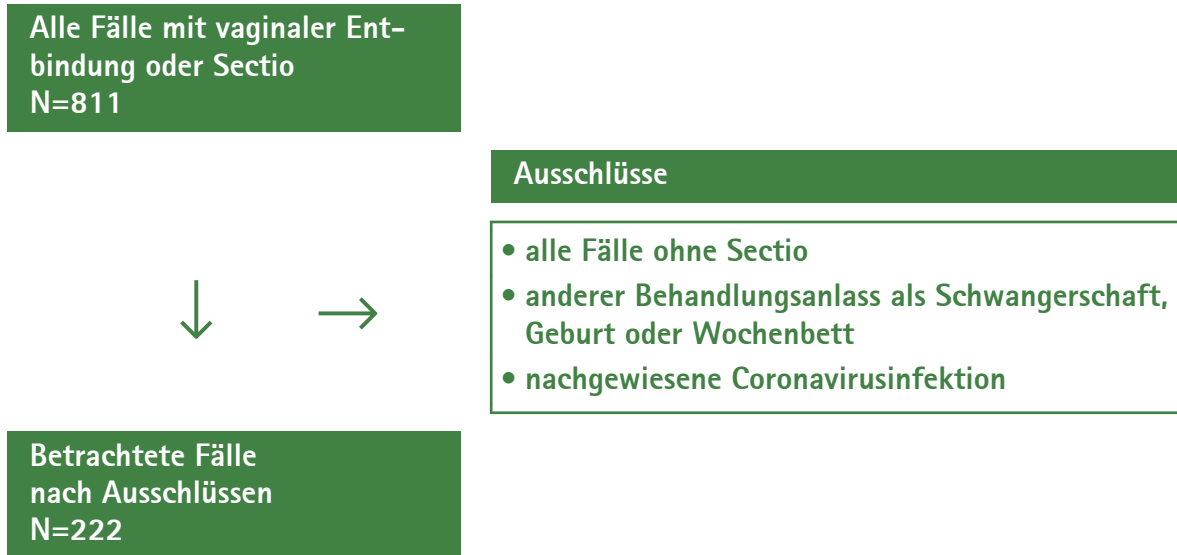 Alle Fälle mit vaginaler Ent-
bindung oder Sectio
N=811
Ausschlüsse
• alle Fälle ohne Sectio
• anderer Behandlungsanlass als Schwangerschaft,
Geburt oder Wochenbett
• nachgewiesene Coronavirusinfektion
Betrachtete Fälle
nach Ausschlüssen
N=222